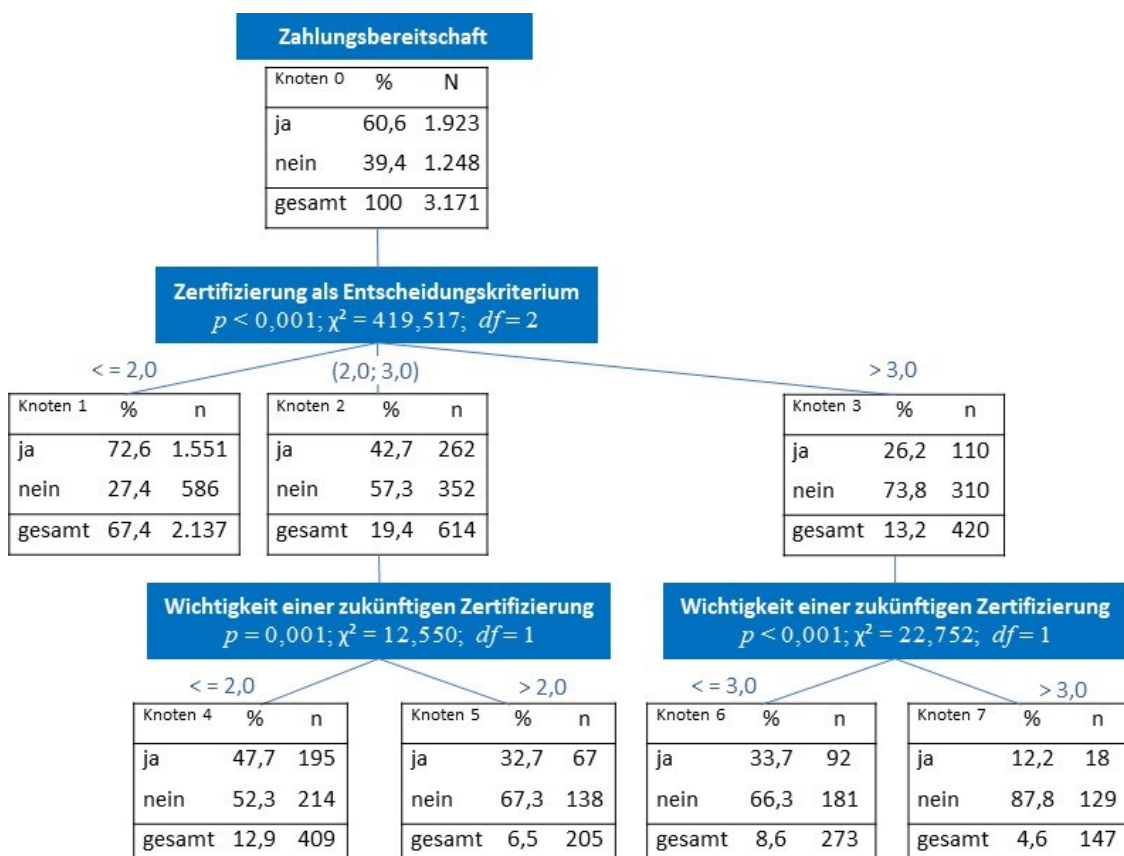 Zahlungsbereitschaft
Knoten 0 % N
ja 60,6 1.923
nein 39,4 1.248
gesamt 100 3.171
Zertifizierung als Entscheidungskriterium
p < 0,001; χ² = 419,517; df = 2
< = 2,0 (2,0; 3,0) > 3,0
Knoten 1 % n
ja 72,6 1.551
nein 27,4 586
gesamt 67,4 2.137
Knoten 2 % n
ja 42,7 262
nein 57,3 352
gesamt 19,4 614
Knoten 3 % n
ja 26,2 110
nein 73,8 310
gesamt 13,2 420
Wichtigkeit einer zukünftigen Zertifizierung
p = 0,001; χ² = 12,550; df = 1
Wichtigkeit einer zukünftigen Zertifizierung
p < 0,001; χ² = 22,752; df = 1
< = 2,0 > 2,0 < = 3,0 > 3,0
Knoten 4 % n
ja 47,7 195
nein 52,3 214
gesamt 12,9 409
Knoten 5 % n
ja 32,7 67
nein 67,3 138
gesamt 6,5 205
Knoten 6 % n
ja 33,7 92
nein 66,3 181
gesamt 8,6 273
Knoten 7 % n
ja 12,2 18
nein 87,8 129
gesamt 4,6 147